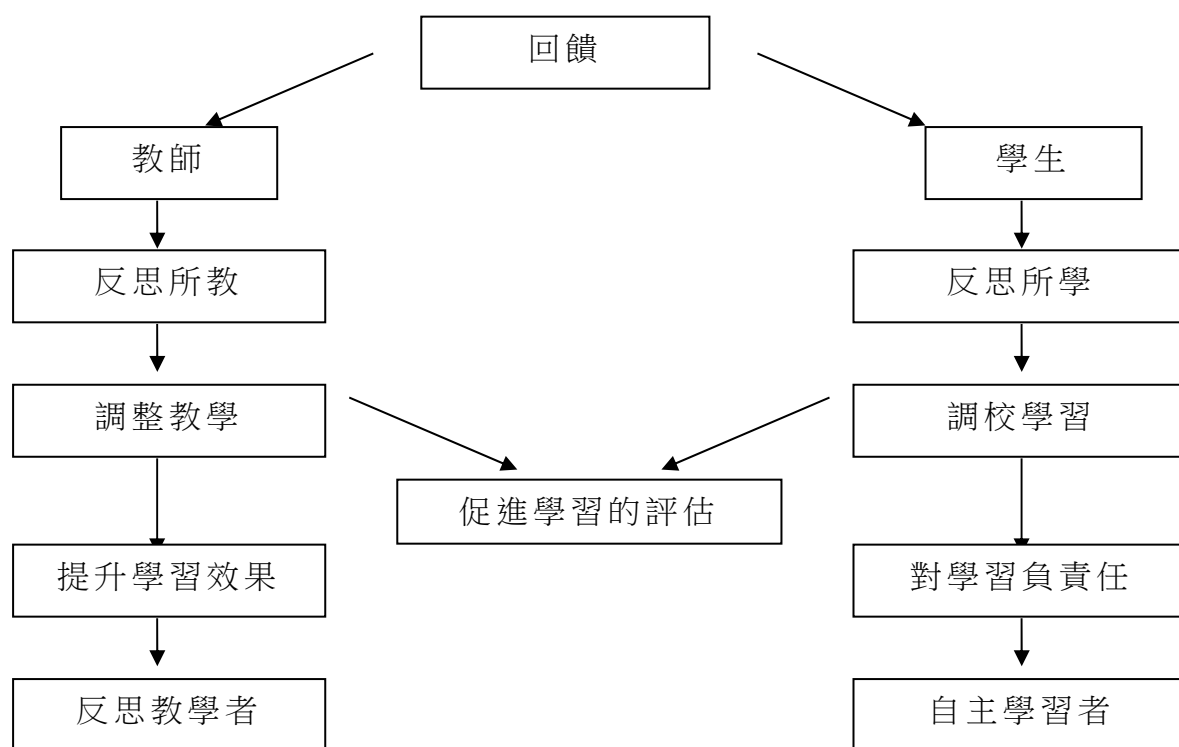 回饋
教師
學生
反思所教
反思所學
調整教學
調校學習
促進學習的評估
提升學習效果
對學習負責任
反思教學者
自主學習者